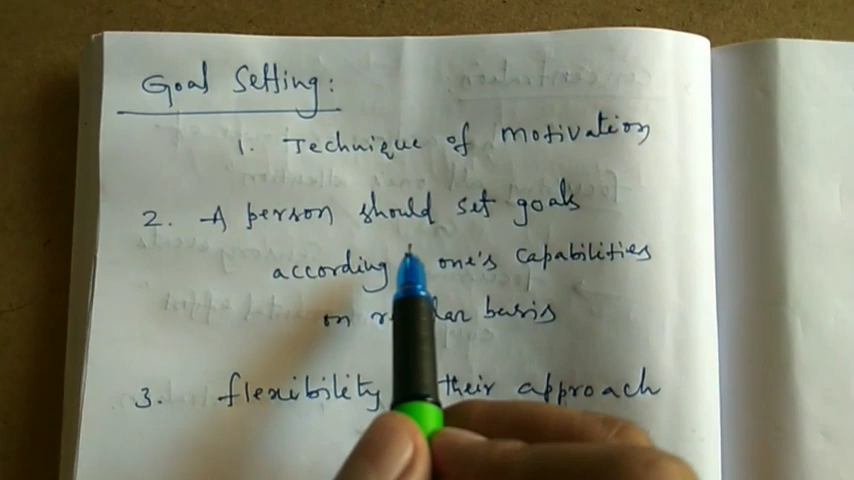 Goal Setting:
1. Technique of motivation
2. A person should set goals
according one's capabilities
on basis
3. flexibility their approach